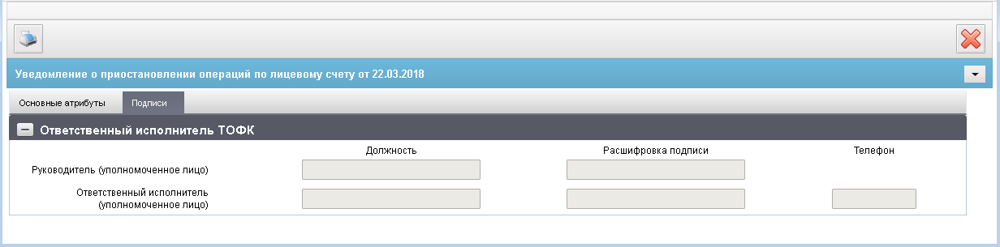 Уведомление о приостановлении операций по лицевому счету от 22.03.2018
Основные атрибуты Подписи
Ответственный исполнитель ТОФК
Должность Расшифровка подписи Телефон
Руководитель (уполномоченное лицо)
Ответственный исполнитель
(уполномоченное лицо)